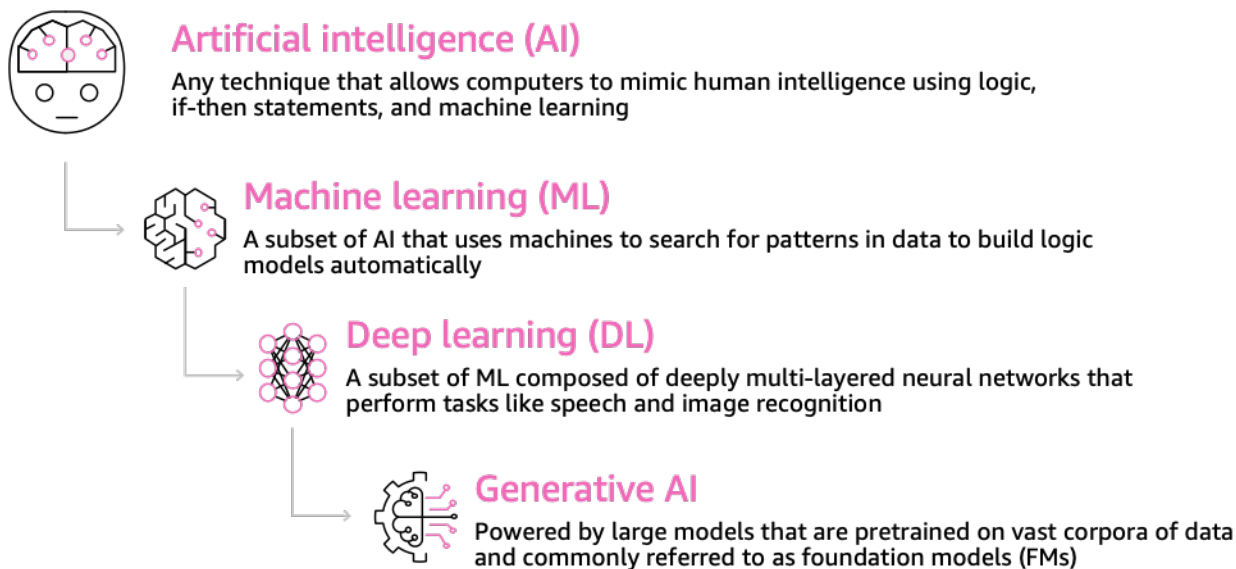 Artificial intelligence (AI)
Any technique that allows computers to mimic human intelligence using logic,
if-then statements, and machine learning
Machine learning (ML)
A subset of AI that uses machines to search for patterns in data to build logic
models automatically
Deep learning (DL)
A subset of ML composed of deeply multi-layered neural networks that
perform tasks like speech and image recognition
Generative AI
Powered by large models that are pretrained on vast corpora of data
and commonly referred to as foundation models (FMs)